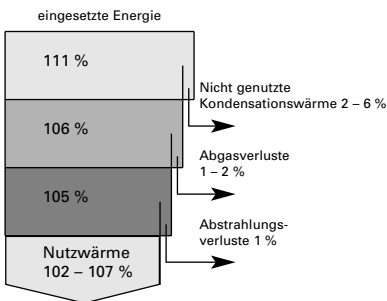 eingesetzte Energie
111 %
Nicht genutzte
Kondensationswärme 2 – 6 %
106 %
Abgasverluste
1 – 2 %
105 %
Abstrahlungs-
verluste 1 %
Nutzwärme
102 – 107 %